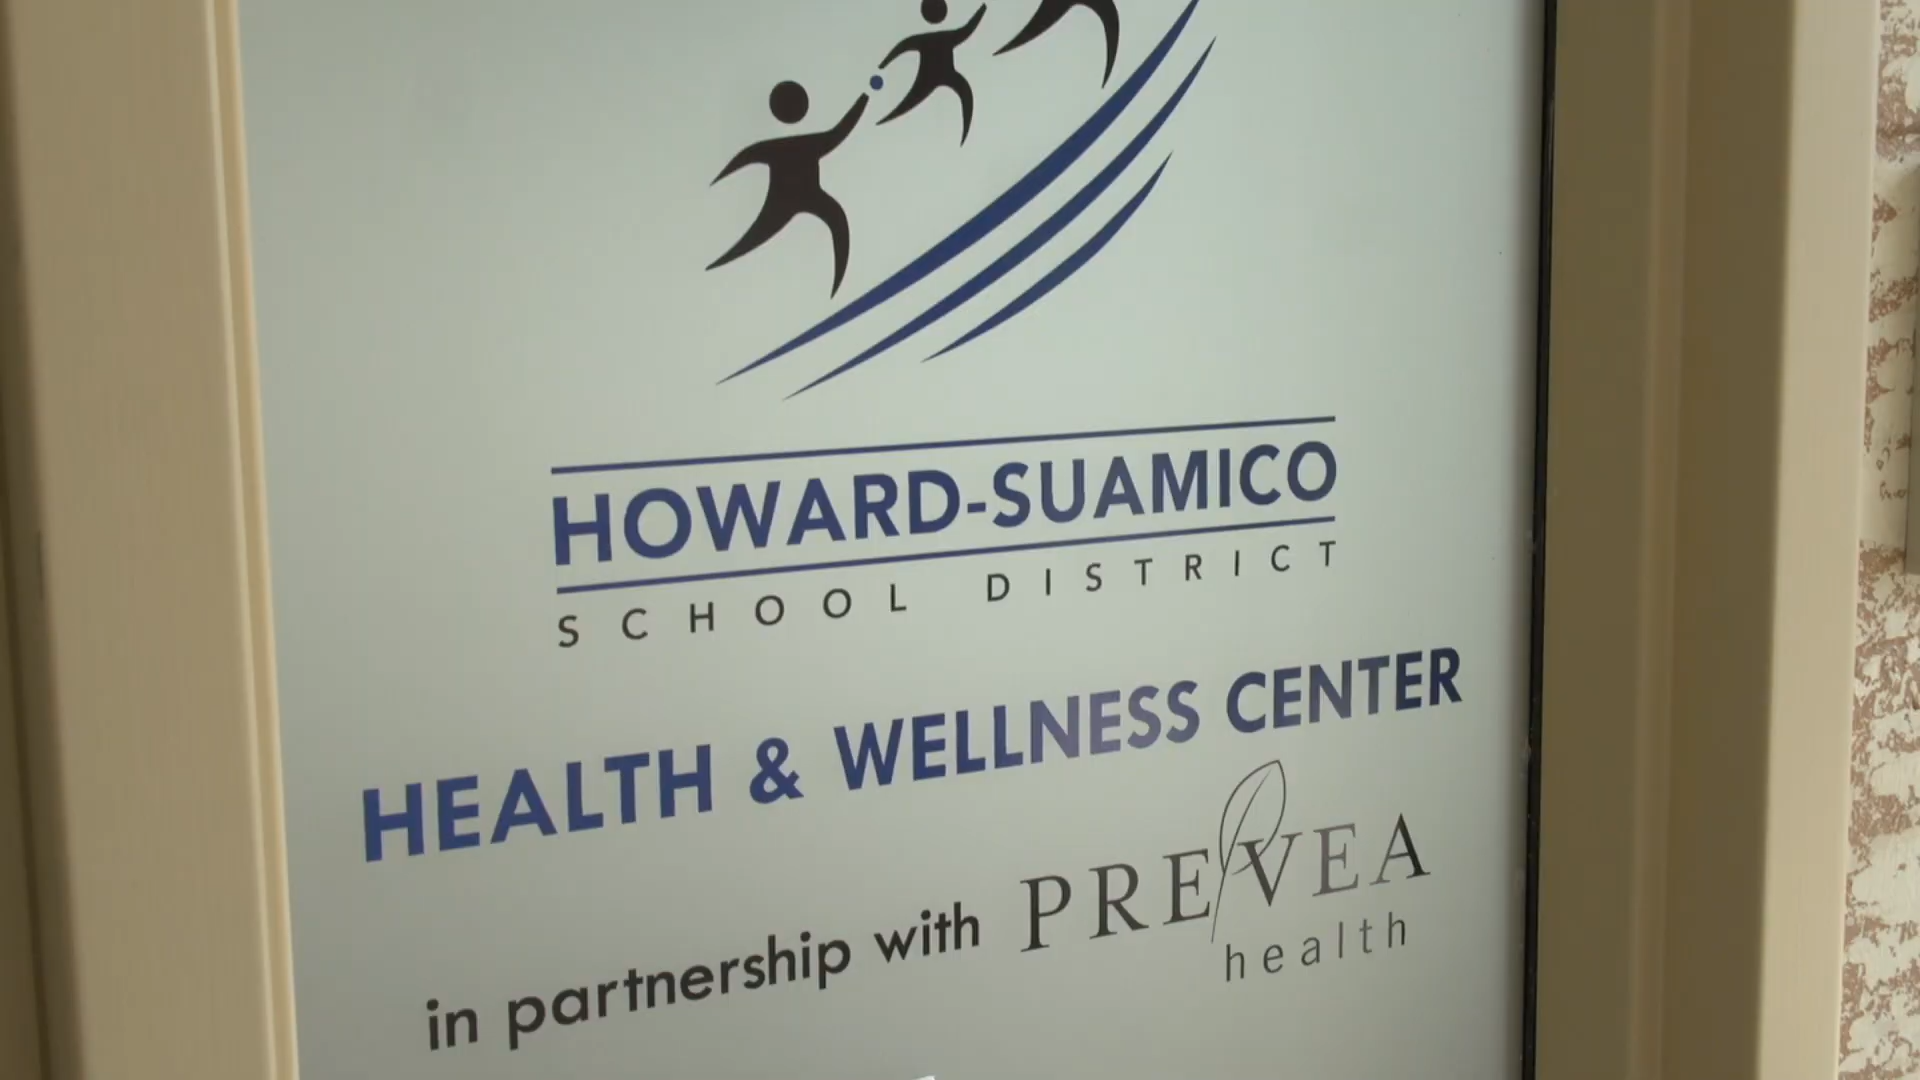 HOWARD-SUAMICO
SCHOOL DISTRICT
HEALTH & WELLNESS CENTER
in partnership with PREVEA
health